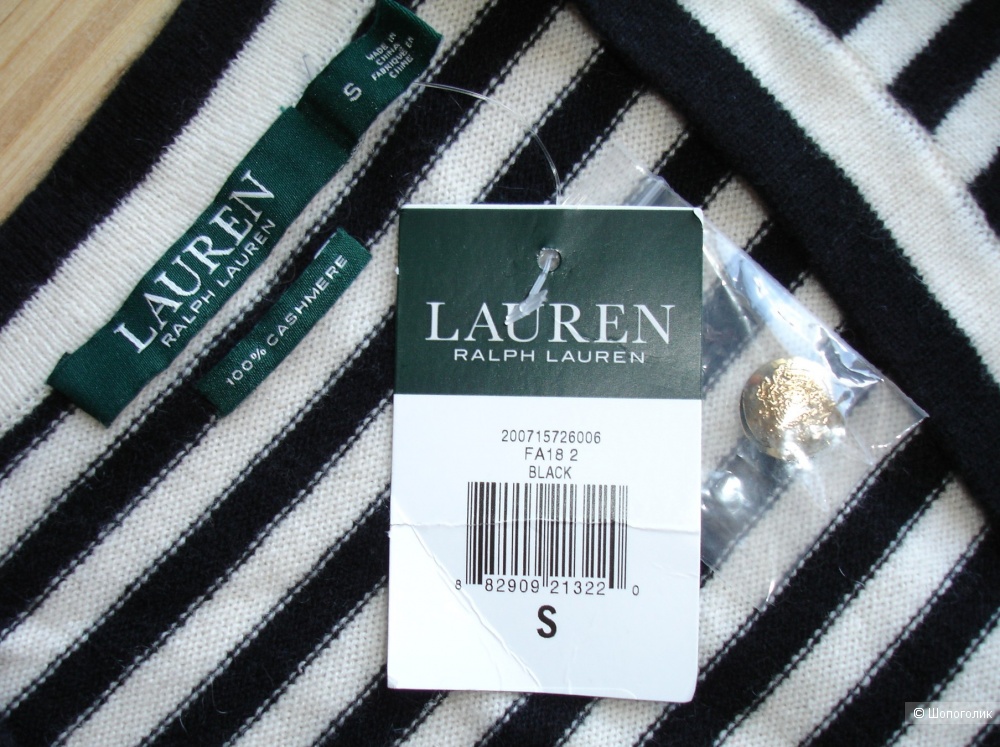 LAUREN
RALPH LAUREN
S
MADE IN
CHINA
FABRIQUÉ EN
CHINE
100% CASHMERE
LAUREN
RALPH LAUREN
200715726006
FA18 2
BLACK
8 82909 21322 0
S
© Шопоголик